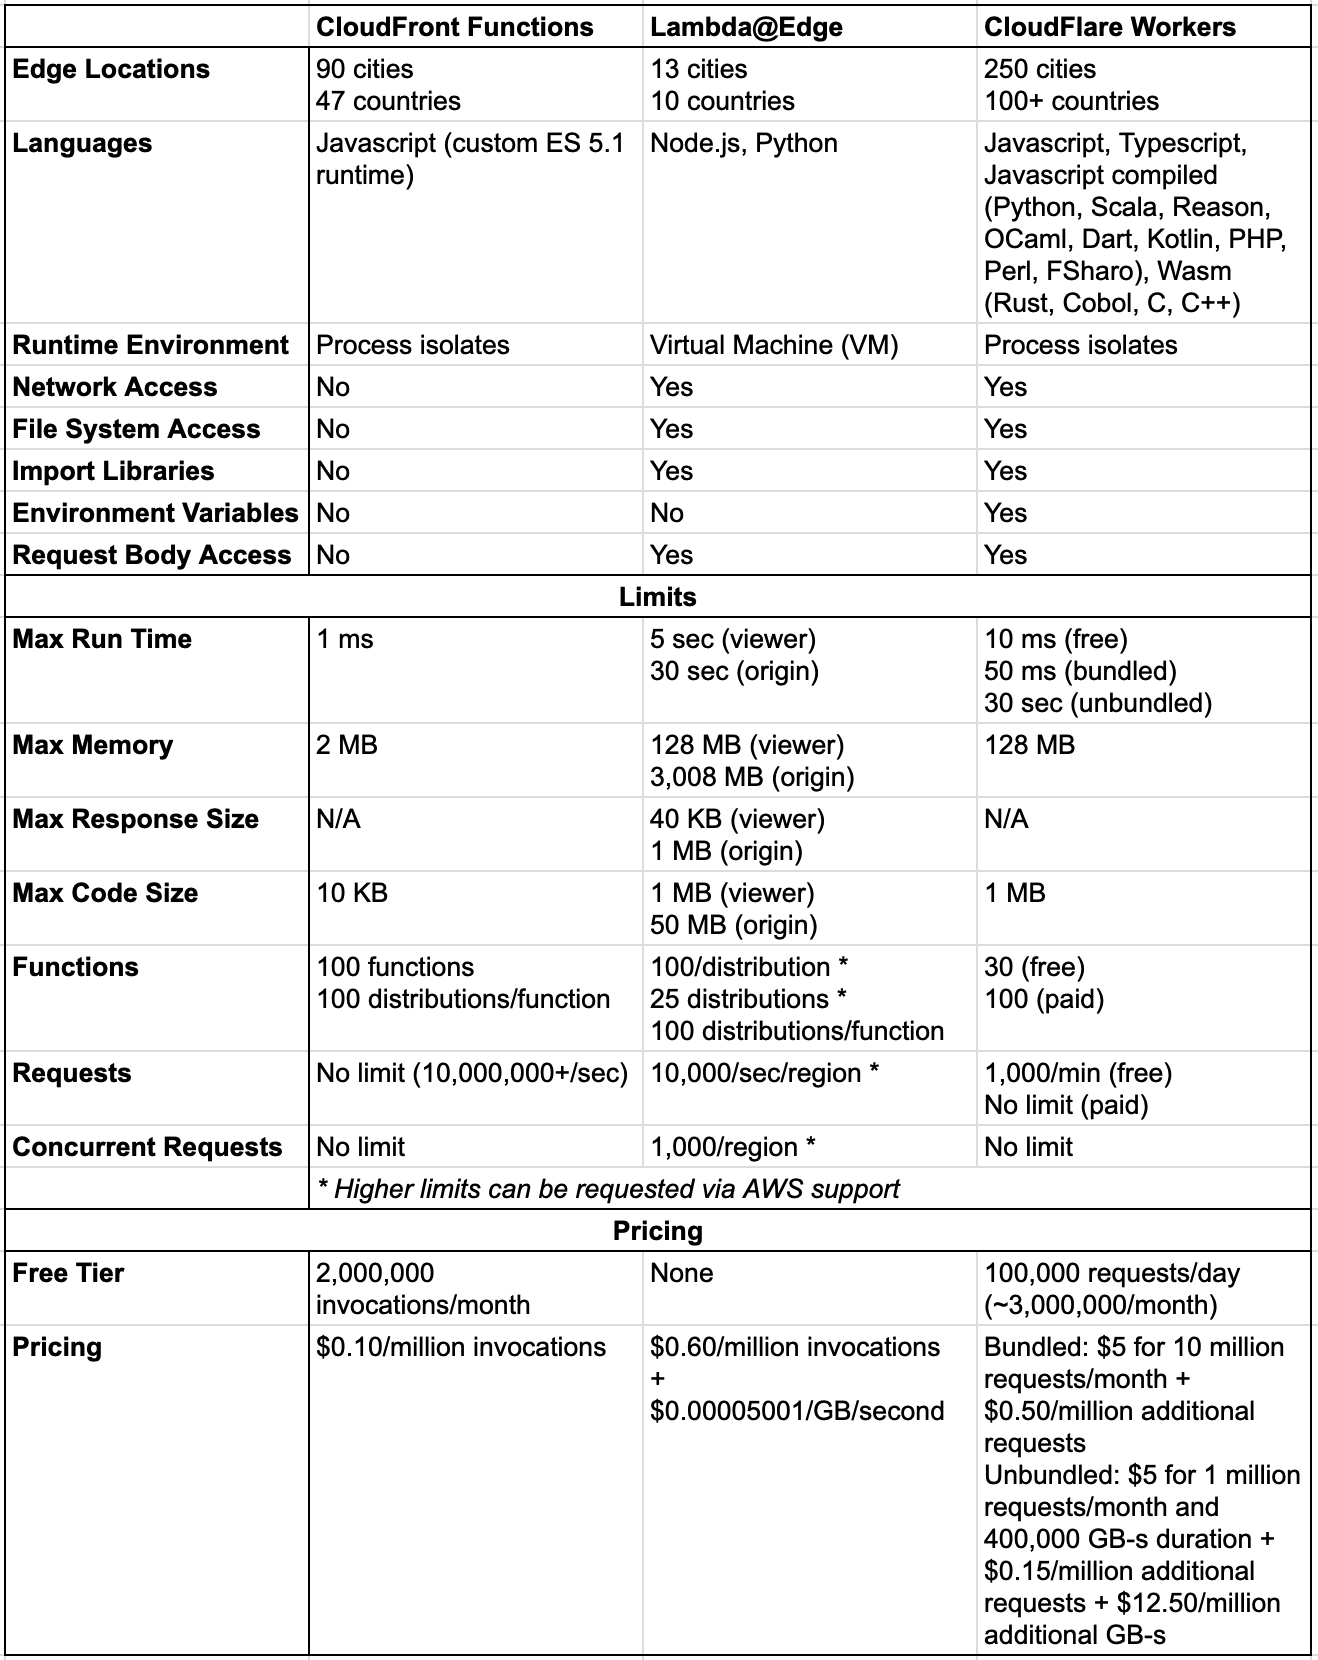 CloudFront Functions Lambda@Edge CloudFlare Workers
Edge Locations
90 cities
47 countries
13 cities
10 countries
250 cities
100+ countries
Languages
Javascript (custom ES 5.1
runtime)
Node.js, Python
Javascript, Typescript,
Javascript compiled
(Python, Scala, Reason,
OCaml, Dart, Kotlin, PHP,
Perl, FSharo), Wasm
(Rust, Cobol, C, C++)
Runtime Environment Process isolates Virtual Machine (VM) Process isolates
Network Access No Yes Yes
File System Access No Yes Yes
Import Libraries No Yes Yes
Environment Variables No No Yes
Request Body Access No Yes Yes
Limits
Max Run Time
1 ms
5 sec (viewer)
30 sec (origin)
10 ms (free)
50 ms (bundled)
30 sec (unbundled)
Max Memory
2 MB
128 MB (viewer)
3,008 MB (origin)
128 MB
Max Response Size
N/A
40 KB (viewer)
1 MB (origin)
N/A
Max Code Size
10 KB
1 MB (viewer)
50 MB (origin)
1 MB
Functions
100 functions
100 distributions/function
100/distribution *
25 distributions *
100 distributions/function
30 (free)
100 (paid)
Requests
No limit (10,000,000+/sec)
10,000/sec/region *
1,000/min (free)
No limit (paid)
Concurrent Requests No limit 1,000/region * No limit
* Higher limits can be requested via AWS support
Pricing
Free Tier
2,000,000
invocations/month
None
100,000 requests/day
(~3,000,000/month)
Pricing
$0.10/million invocations
$0.60/million invocations
+
$0.00005001/GB/second
Bundled: $5 for 10 million
requests/month +
$0.50/million additional
requests
Unbundled: $5 for 1 million
requests/month and
400,000 GB-s duration +
$0.15/million additional
requests + $12.50/million
additional GB-s